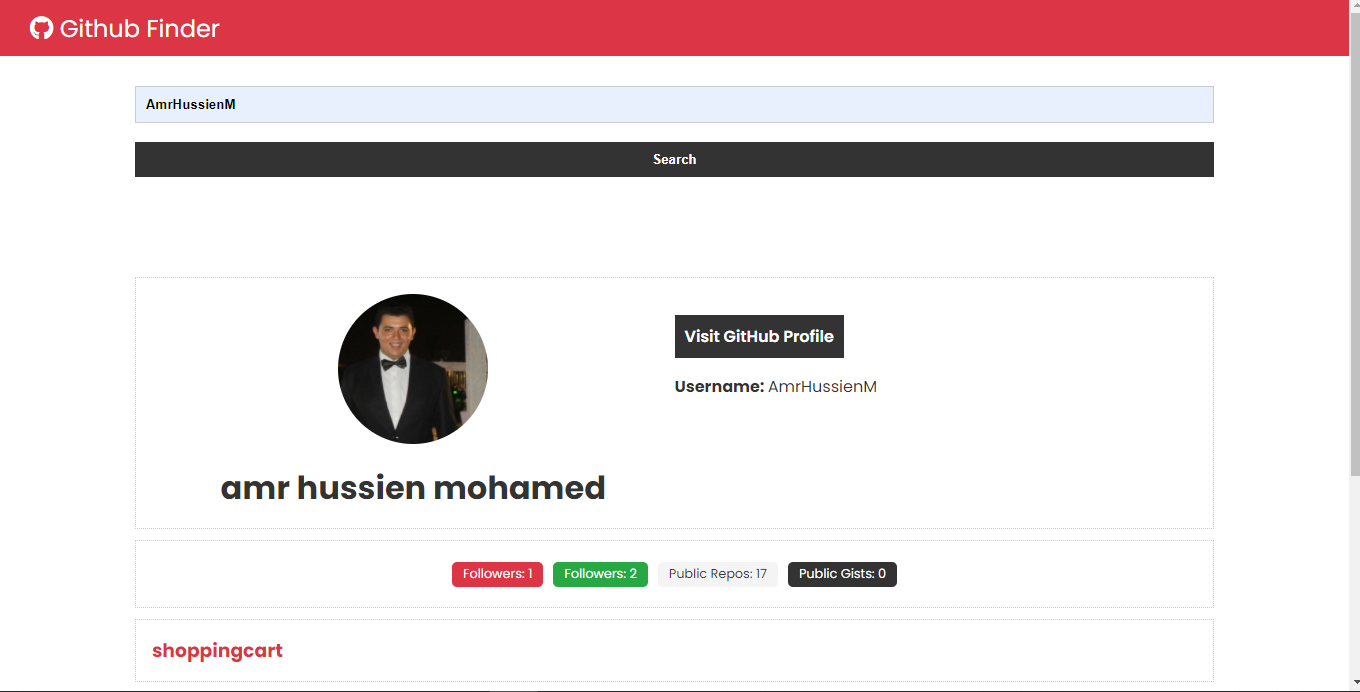 Github Finder
AmrHussienM
Search
Visit GitHub Profile
Username: AmrHussienM
amr hussien mohamed
Followers: 1 Followers: 2 Public Repos: 17 Public Gists: 0
shoppingcart